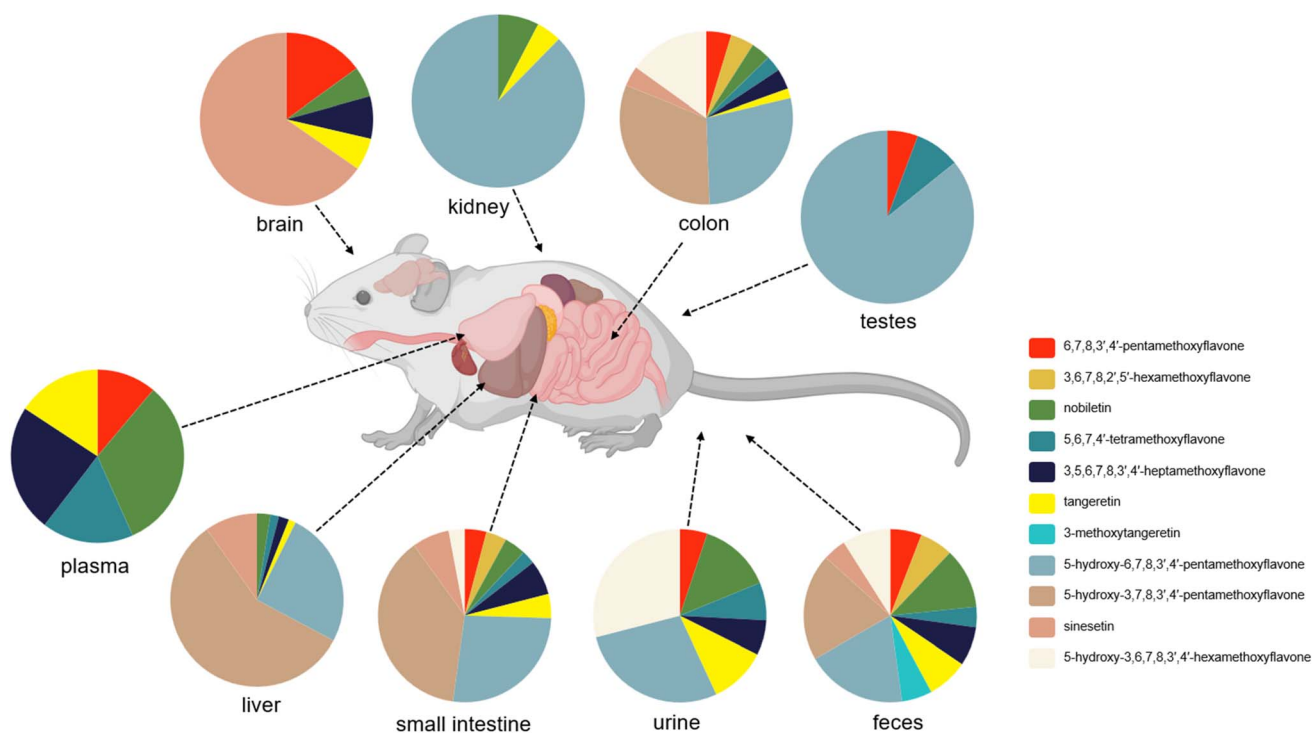 brain
kidney
colon
testes
plasma
liver
small intestine
urine
feces
6,7,8,3′,4′-pentamethoxyflavone
3,6,7,8,2′,5′-hexamethoxyflavone
nobiletin
5,6,7,4′-tetramethoxyflavone
3,5,6,7,8,3′,4′-heptamethoxyflavone
tangeretin
3-methoxytangeretin
5-hydroxy-6,7,8,3′,4′-pentamethoxyflavone
5-hydroxy-3,7,8,3′,4′-pentamethoxyflavone
sinesetin
5-hydroxy-3,6,7,8,3′,4′-hexamethoxyflavone